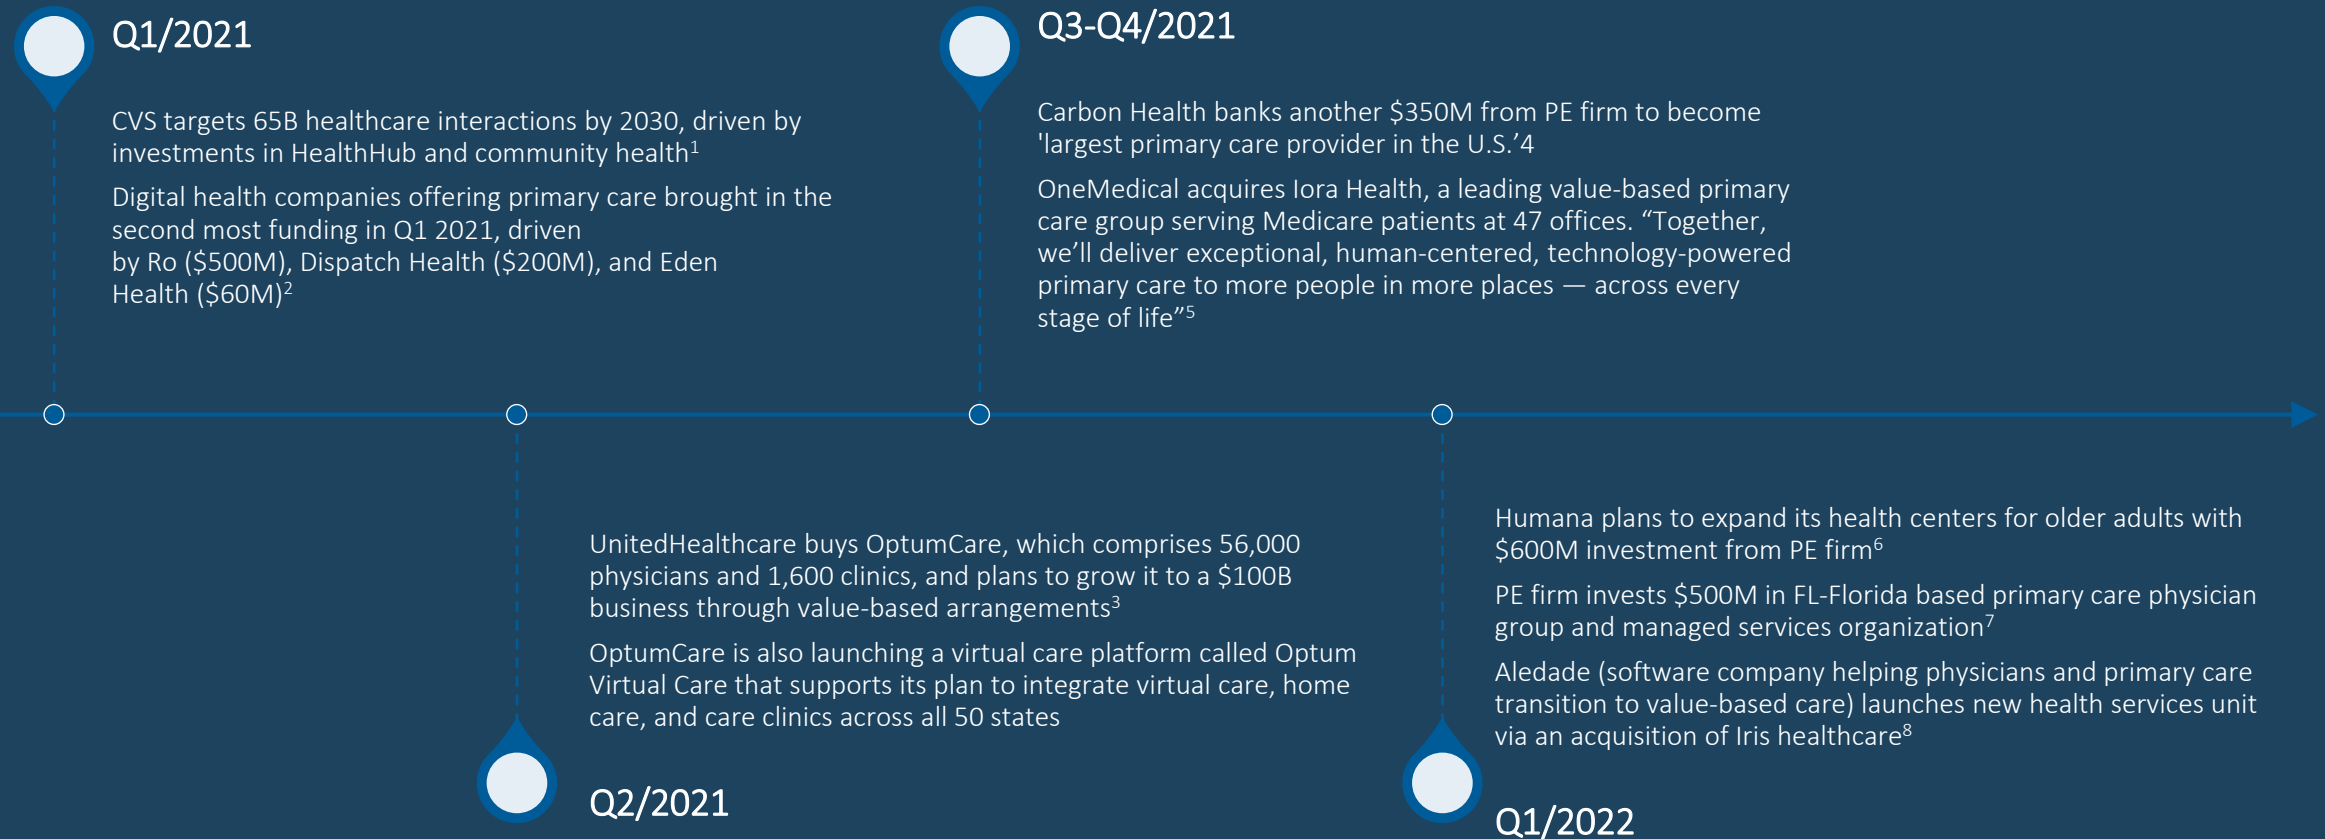 Q1/2021
CVS targets 65B healthcare interactions by 2030, driven by
investments in HealthHub and community health1
Digital health companies offering primary care brought in the
second most funding in Q1 2021, driven
by Ro ($500M), Dispatch Health ($200M), and Eden
Health ($60M)2
Q3-Q4/2021
Carbon Health banks another $350M from PE firm to become
'largest primary care provider in the U.S.’4
OneMedical acquires Iora Health, a leading value-based primary
care group serving Medicare patients at 47 offices. “Together,
we’ll deliver exceptional, human-centered, technology-powered
primary care to more people in more places — across every
stage of life”5
UnitedHealthcare buys OptumCare, which comprises 56,000
physicians and 1,600 clinics, and plans to grow it to a $100B
business through value-based arrangements3
OptumCare is also launching a virtual care platform called Optum
Virtual Care that supports its plan to integrate virtual care, home
care, and care clinics across all 50 states
Q2/2021
Humana plans to expand its health centers for older adults with
$600M investment from PE firm6
PE firm invests $500M in FL-Florida based primary care physician
group and managed services organization7
Aledade (software company helping physicians and primary care
transition to value-based care) launches new health services unit
via an acquisition of Iris healthcare8
Q1/2022